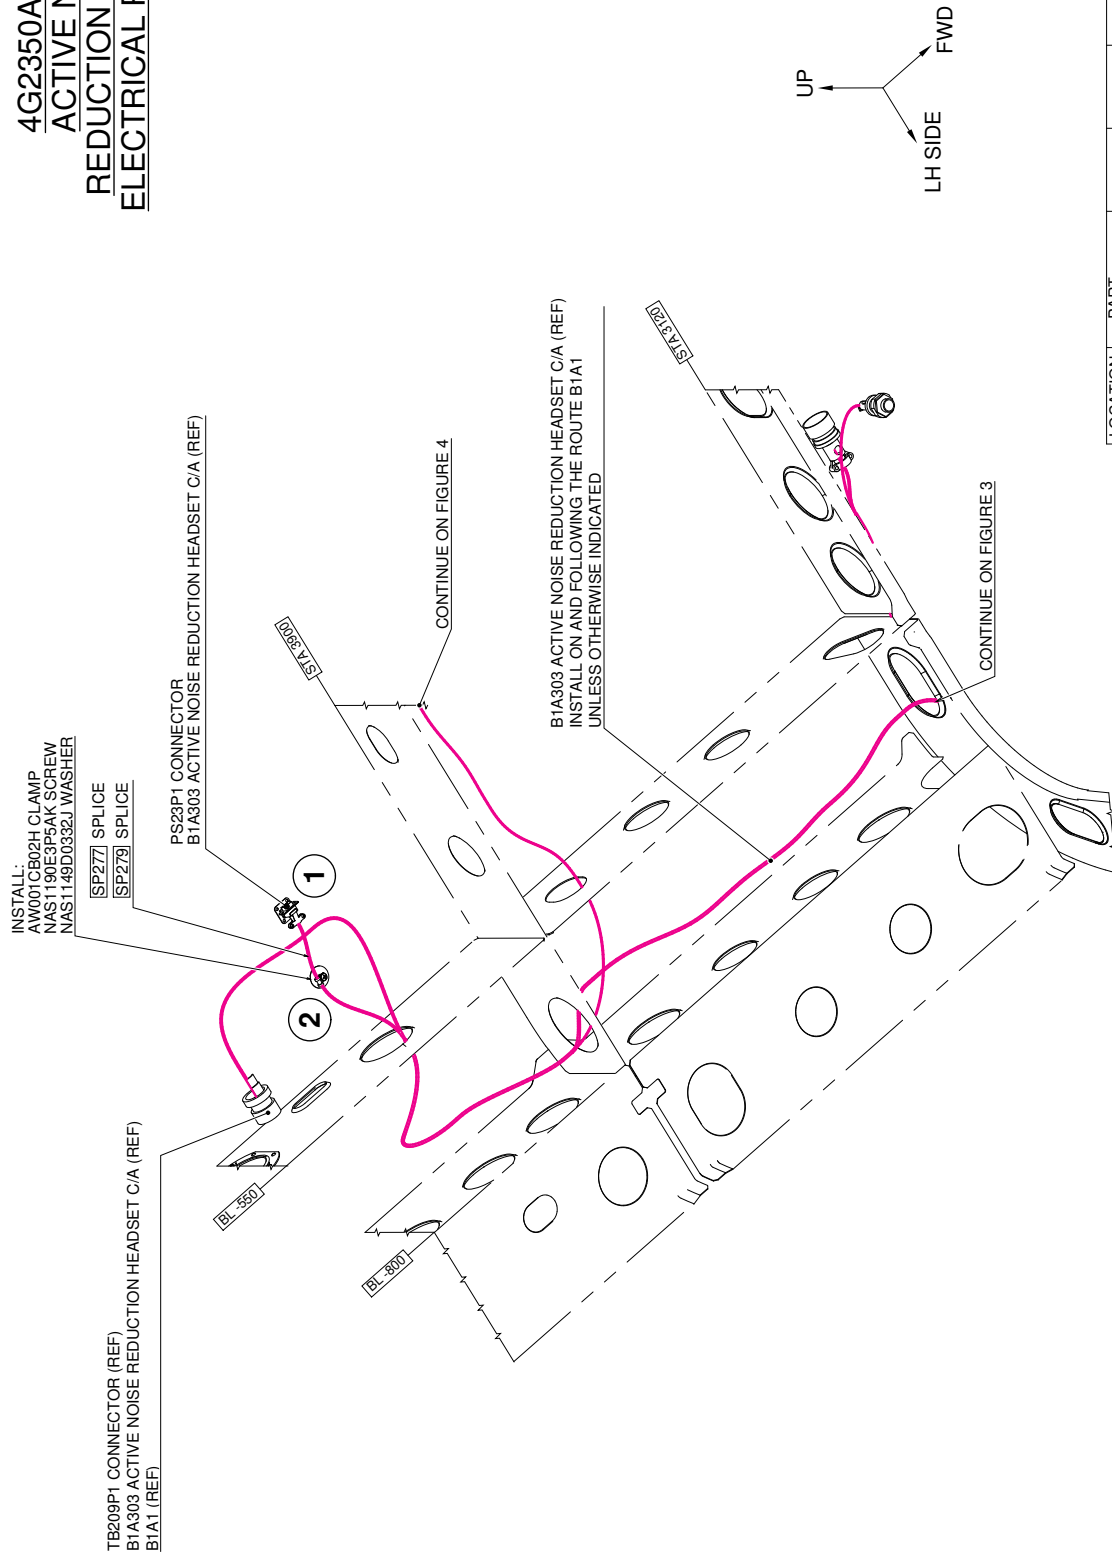 4G2350A
ACTIVE N
REDUCTION
ELECTRICAL P
INSTALL:
AW001CB02H CLAMP
NAS1190E3P5AK SCREW
NAS1149D0332J WASHER
SP277 SPLICE
SP279 SPLICE
PS23P1 CONNECTOR
B1A303 ACTIVE NOISE REDUCTION HEADSET C/A (REF)
CONTINUE ON FIGURE 4
STA 3900
1
2
TB209P1 CONNECTOR (REF)
B1A303 ACTIVE NOISE REDUCTION HEADSET C/A (REF)
B1A1 (REF)
BL -550
BL -800
B1A303 ACTIVE NOISE REDUCTION HEADSET C/A (REF)
INSTALL ON AND FOLLOWING THE ROUTE B1A1
UNLESS OTHERWISE INDICATED
STA 3120
CONTINUE ON FIGURE 3
UP
FWD
LH SIDE
LOCATION
PART